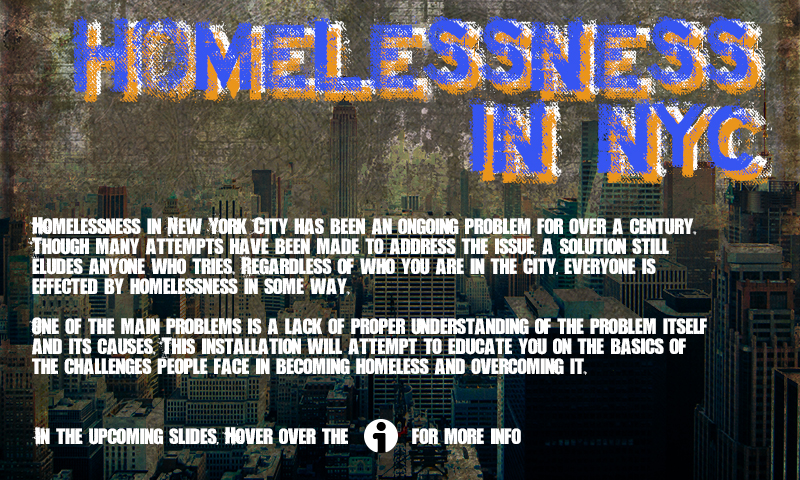 HOMELESSNESS
IN NYC
Homelessness in New York City has been an ongoing problem for over a century.
Though many attempts have been made to address the issue, a solution still
eludes anyone who tries. Regardless of who you are in the city, everyone is
effected by homelessness in some way.
One of the main problems is a lack of proper understanding of the problem itself
and its causes. This installation will attempt to educate you on the basics of
the challenges people face in becoming homeless and overcoming it.
In the upcoming slides, Hover over the i for more info